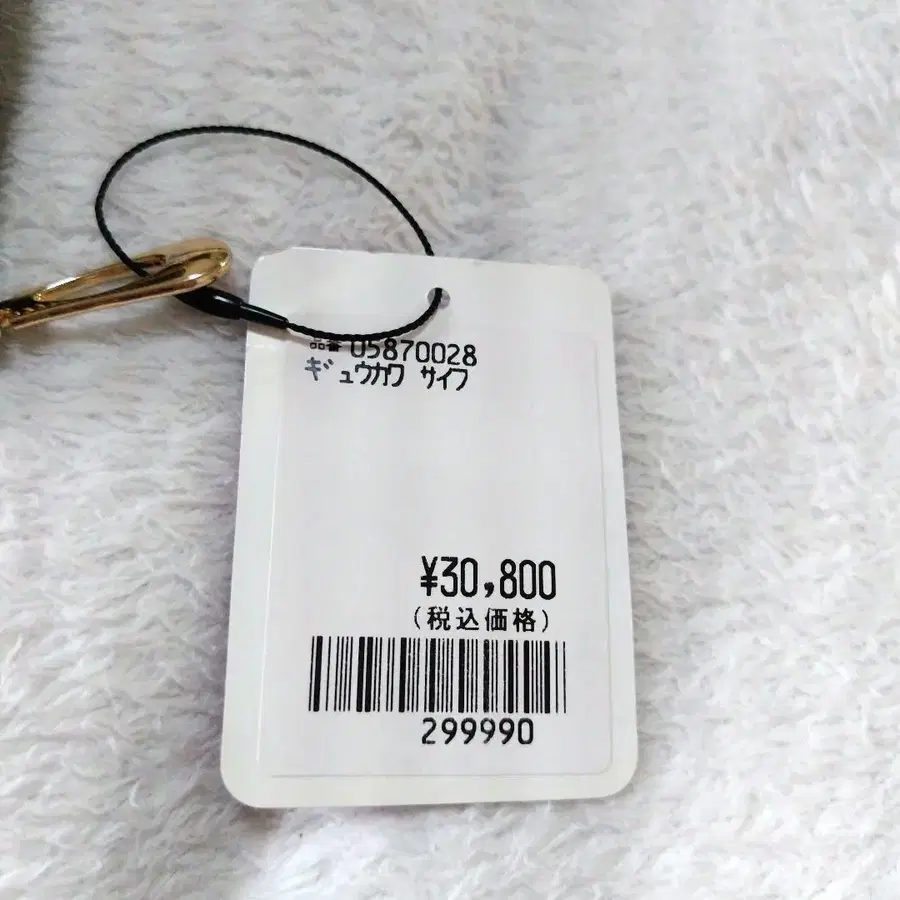 品番 05870028
ギュウカワ サイフ
¥30,800
(税込価格)
299990